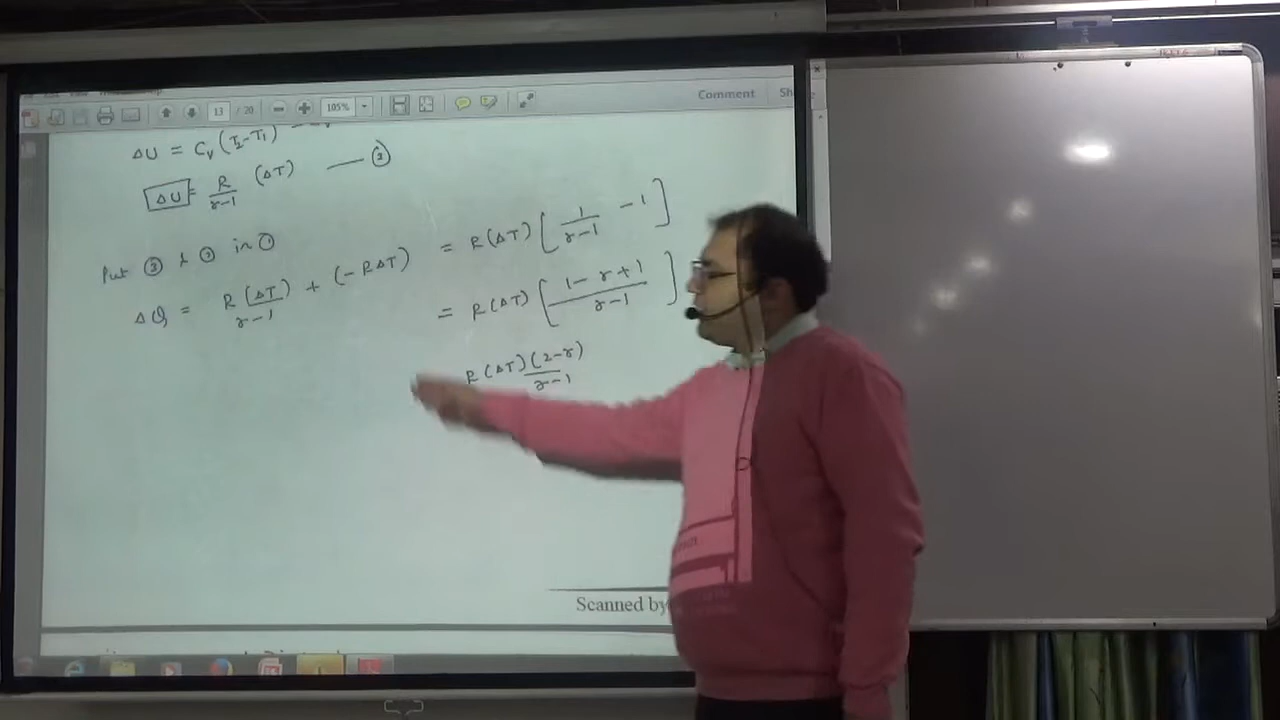 13 / 20
105%
Comment
ΔU = Cv (T2-T1)
ΔU = R/γ-1 (ΔT) — ③
Put ③ & ② in ①
ΔQ = R(ΔT)/γ-1 + (-RΔT) = R(ΔT) [1/γ-1 - 1]
= R(ΔT) [1-γ+1/γ-1]
R(ΔT)(2-γ)/γ-1
Scanned by